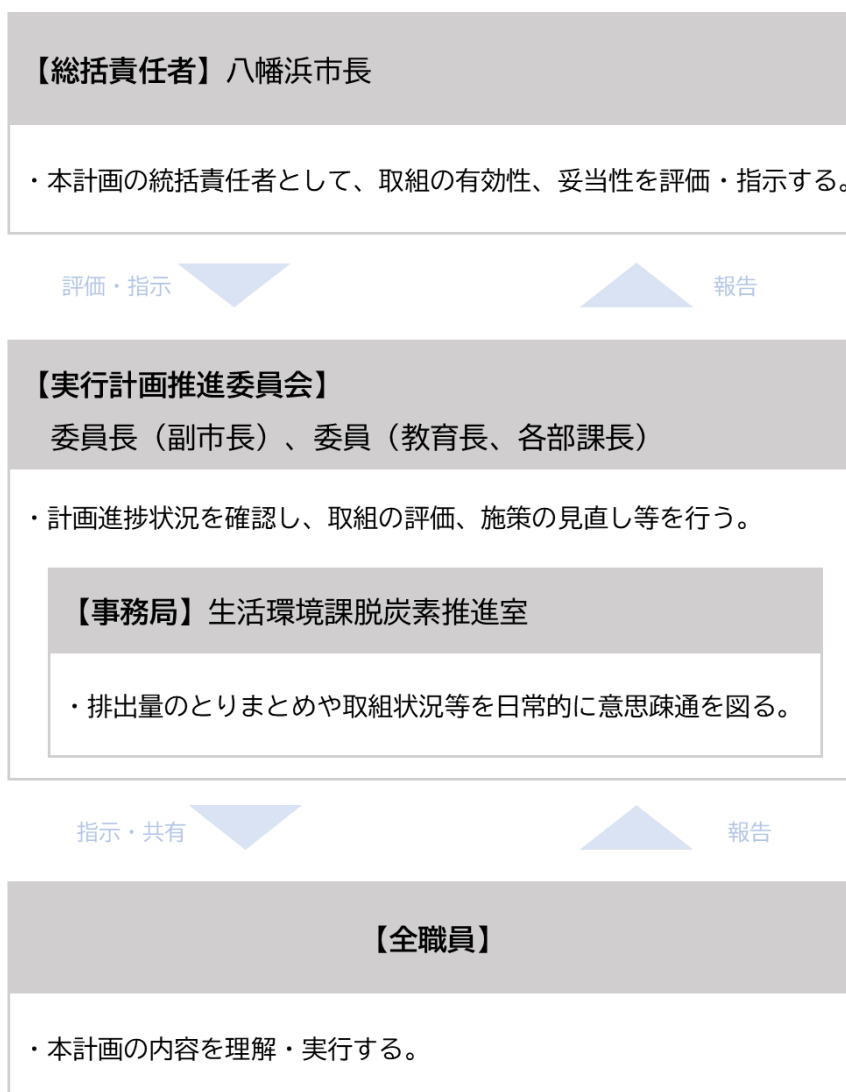 【総括責任者】八幡浜市長
・本計画の統括責任者として、取組の有効性、妥当性を評価・指示する。
評価・指示
報告
【実行計画推進委員会】
委員長（副市長）、委員（教育長、各部課長）
・計画進捗状況を確認し、取組の評価、施策の見直し等を行う。
【事務局】生活環境課脱炭素推進室
・排出量のとりまとめや取組状況等を日常的に意思疎通を図る。
指示・共有
報告
【全職員】
・本計画の内容を理解・実行する。